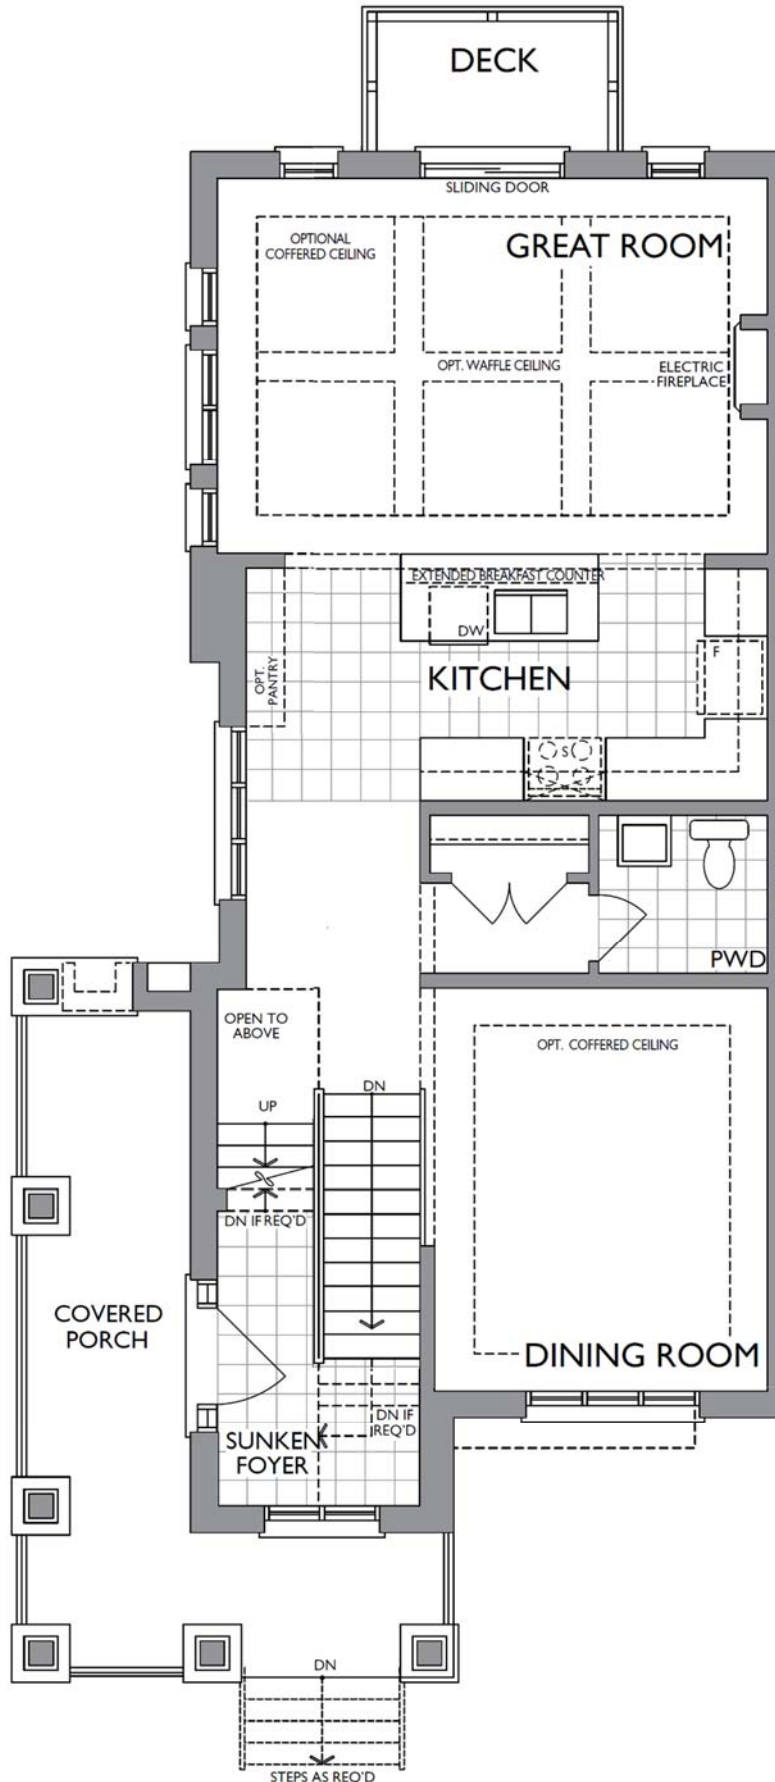 DECK
SLIDING DOOR
OPTIONAL
COFFERED CEILING
GREAT ROOM
OPT. WAFFLE CEILING
ELECTRIC
FIREPLACE
EXTENDED BREAKFAST COUNTER
DW
F
OPT.
PANTRY
KITCHEN
S
PWD
OPEN TO
ABOVE
OPT. COFFERED CEILING
DN
UP
DN IF REQ'D
COVERED
PORCH
DINING ROOM
DN IF
REQ'D
SUNKEN
FOYER
DN
STEPS AS REQ'D